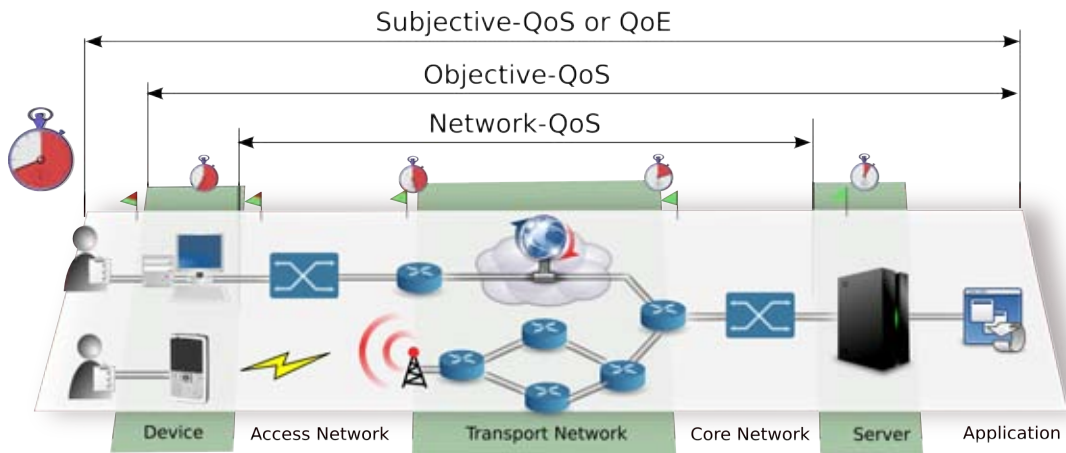 Subjective-QoS or QoE
Objective-QoS
Network-QoS
Device
Access Network
Transport Network
Core Network
Server
Application